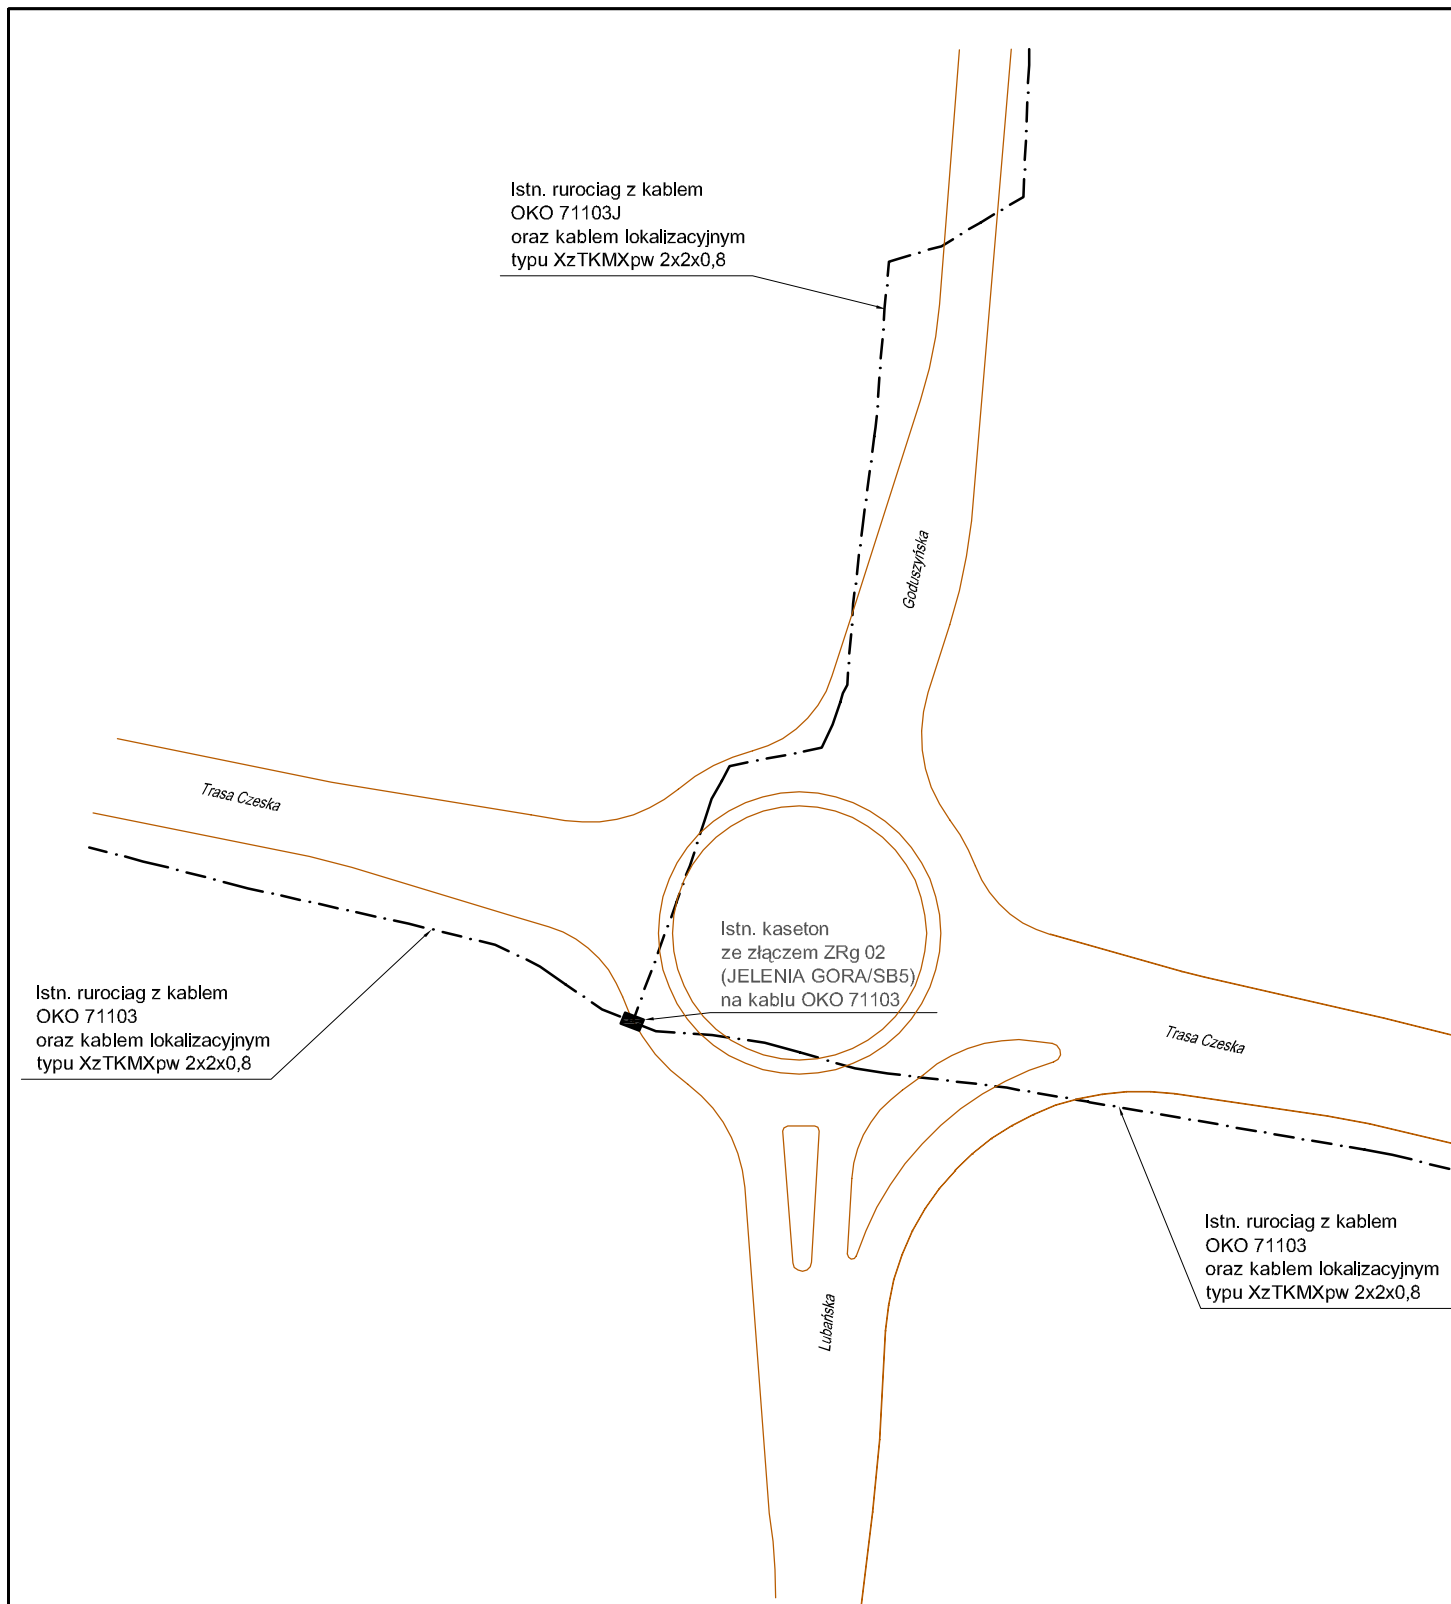 Istn. rurociag z kablem
OKO 71103J
oraz kablem lokalizacyjnym
typu XzTKMXpw 2x2x0,8
Goduszyńska
Trasa Czeska
Istn. kaseton
ze złączem ZRg 02
(JELENIA GORA/SB5)
na kablu OKO 71103
Istn. rurociag z kablem
OKO 71103
oraz kablem lokalizacyjnym
typu XzTKMXpw 2x2x0,8
Trasa Czeska
Istn. rurociag z kablem
OKO 71103
oraz kablem lokalizacyjnym
typu XzTKMXpw 2x2x0,8
Lubańska